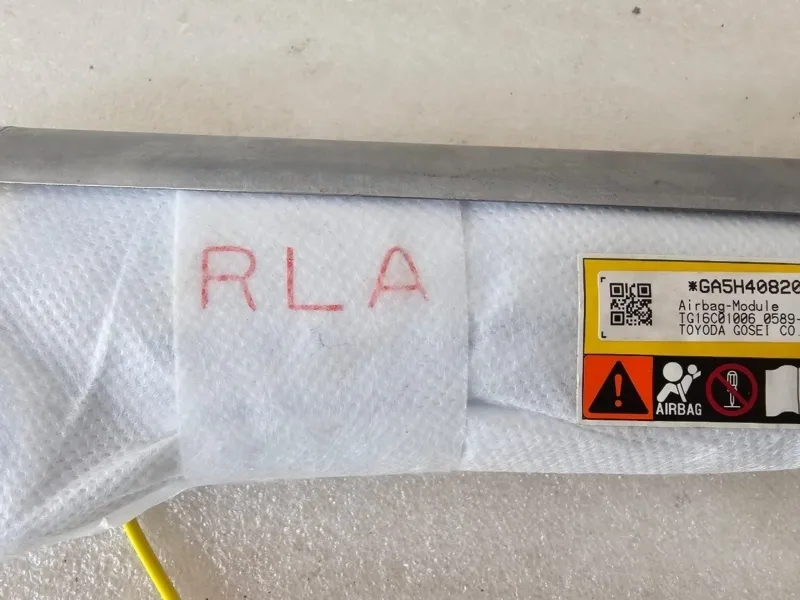 RLA
*GA5H40820
Airbag-Module
TG16C01006 0589-
TOYODA GOSEI CO
AIRBAG